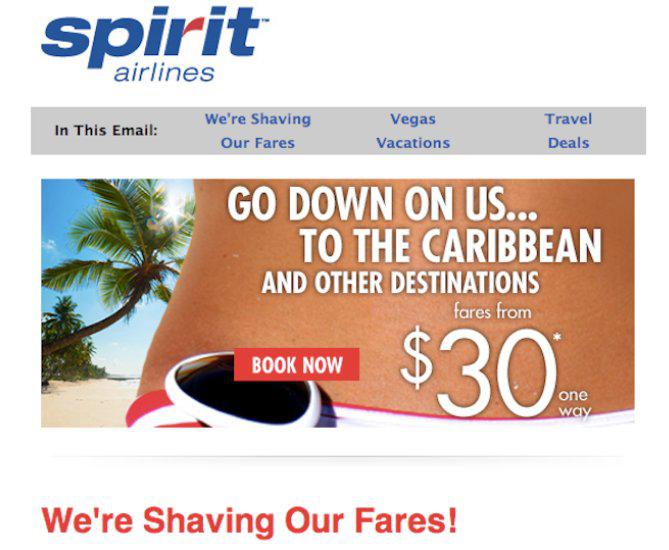 spirit™
airlines
In This Email:
We're Shaving
Our Fares
Vegas
Vacations
Travel
Deals
GO DOWN ON US...
TO THE CARIBBEAN
AND OTHER DESTINATIONS
fares from
$30*
one
way
BOOK NOW
We're Shaving Our Fares!